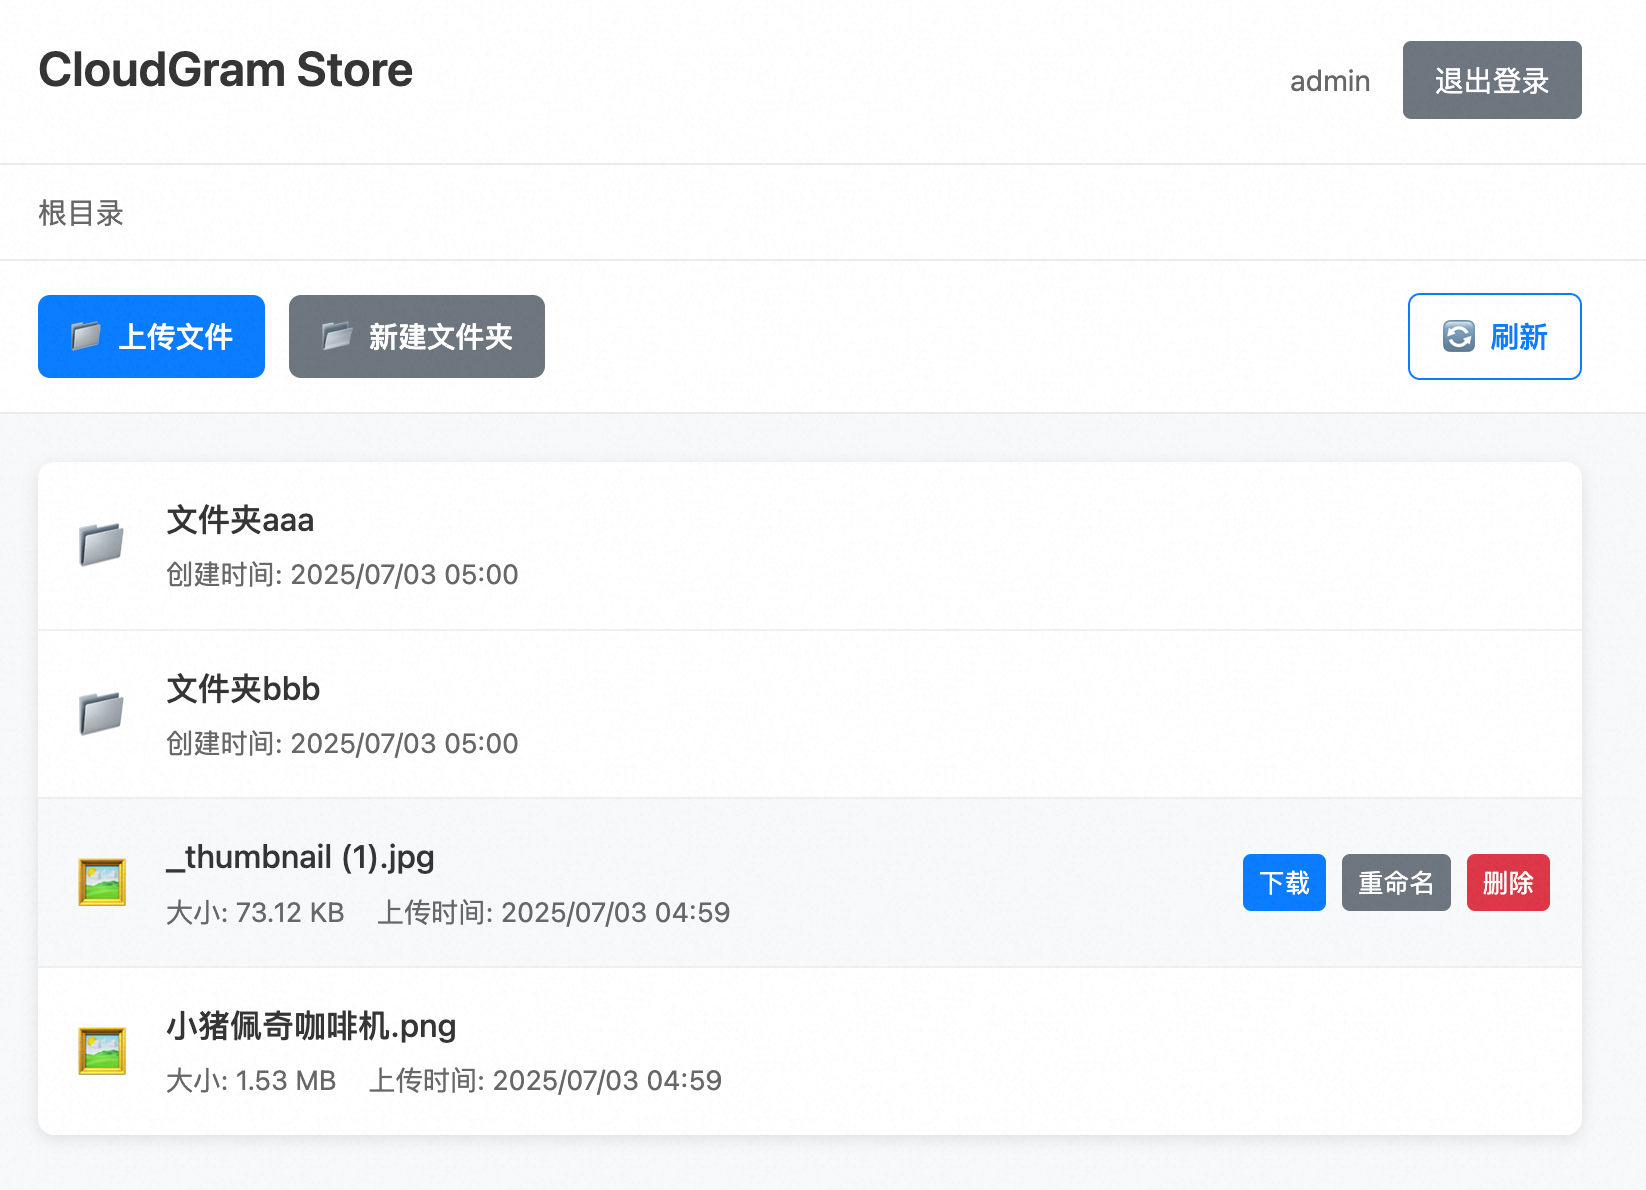 CloudGram Store
admin
退出登录
根目录
上传文件
新建文件夹
刷新
文件夹aaa
创建时间: 2025/07/03 05:00
文件夹bbb
创建时间: 2025/07/03 05:00
_thumbnail (1).jpg
大小: 73.12 KB 上传时间: 2025/07/03 04:59
下载
重命名
删除
小猪佩奇咖啡机.png
大小: 1.53 MB 上传时间: 2025/07/03 04:59